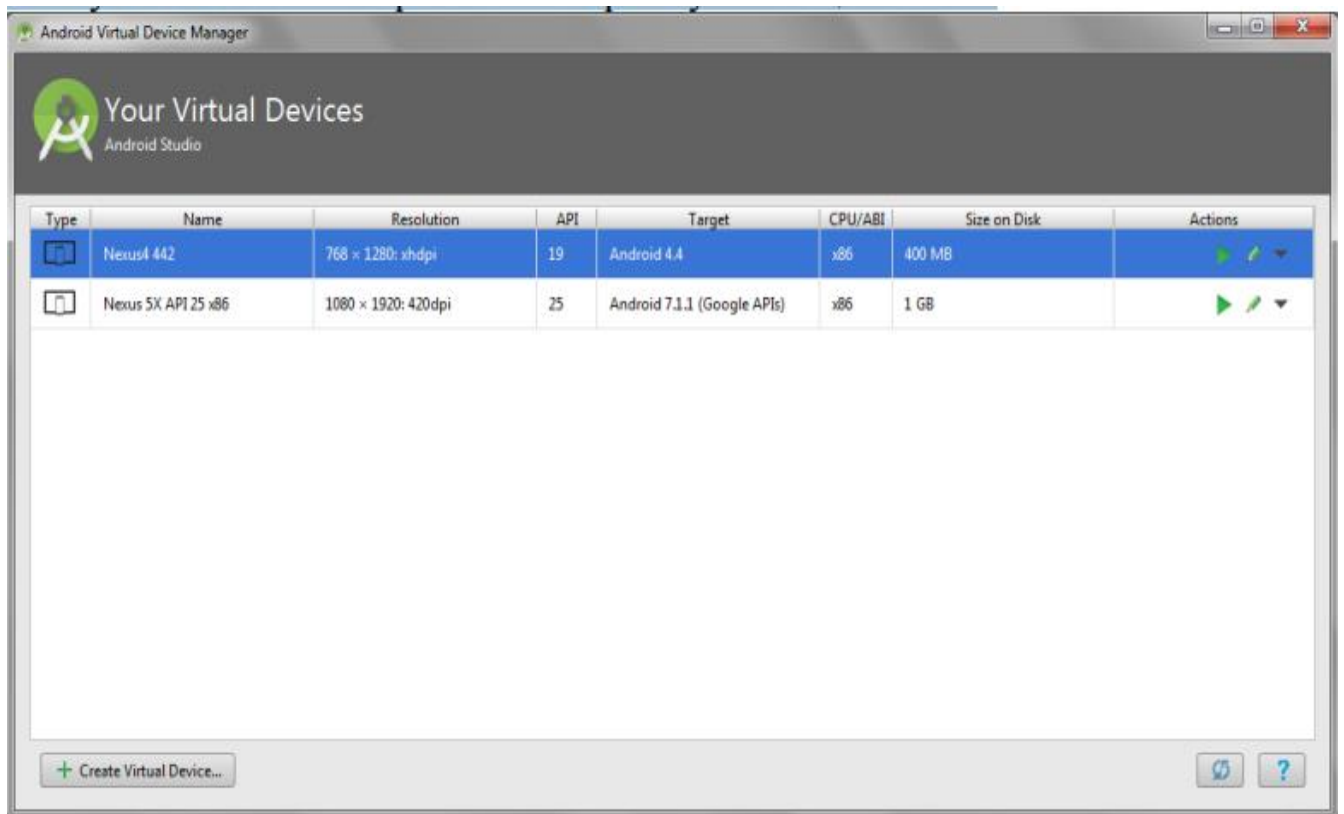 Android Virtual Device Manager
Your Virtual Devices
Android Studio
Type Name Resolution API Target CPU/ABI Size on Disk Actions
Nexus4 442 768 × 1280: xhdpi 19 Android 4.4 x86 400 MB
Nexus 5X API 25 x86 1080 × 1920: 420dpi 25 Android 7.1.1 (Google APIs) x86 1 GB
+ Create Virtual Device...
?